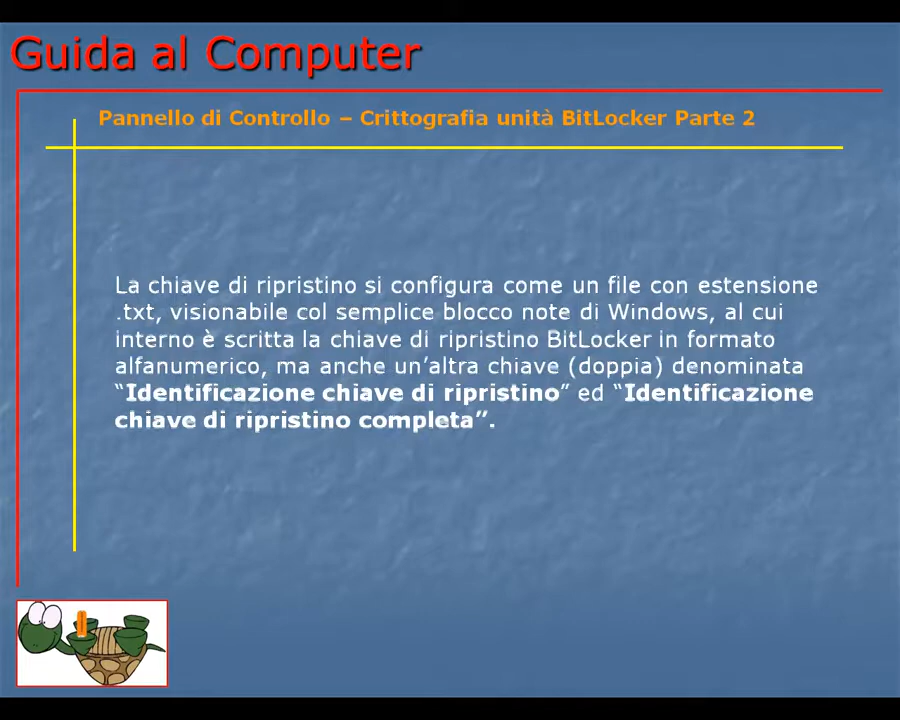 Guida al Computer
Pannello di Controllo – Crittografia unità BitLocker Parte 2
La chiave di ripristino si configura come un file con estensione
.txt, visionabile col semplice blocco note di Windows, al cui
interno è scritta la chiave di ripristino BitLocker in formato
alfanumerico, ma anche un’altra chiave (doppia) denominata
“Identificazione chiave di ripristino” ed “Identificazione
chiave di ripristino completa”.